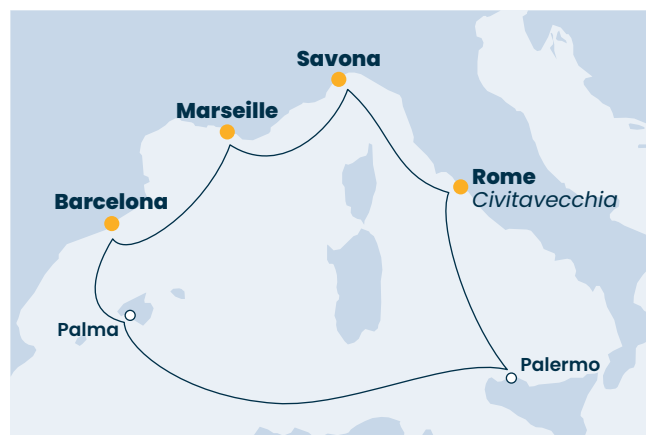 Savona
Marseille
Rome
Civitavecchia
Barcelona
Palma
Palermo